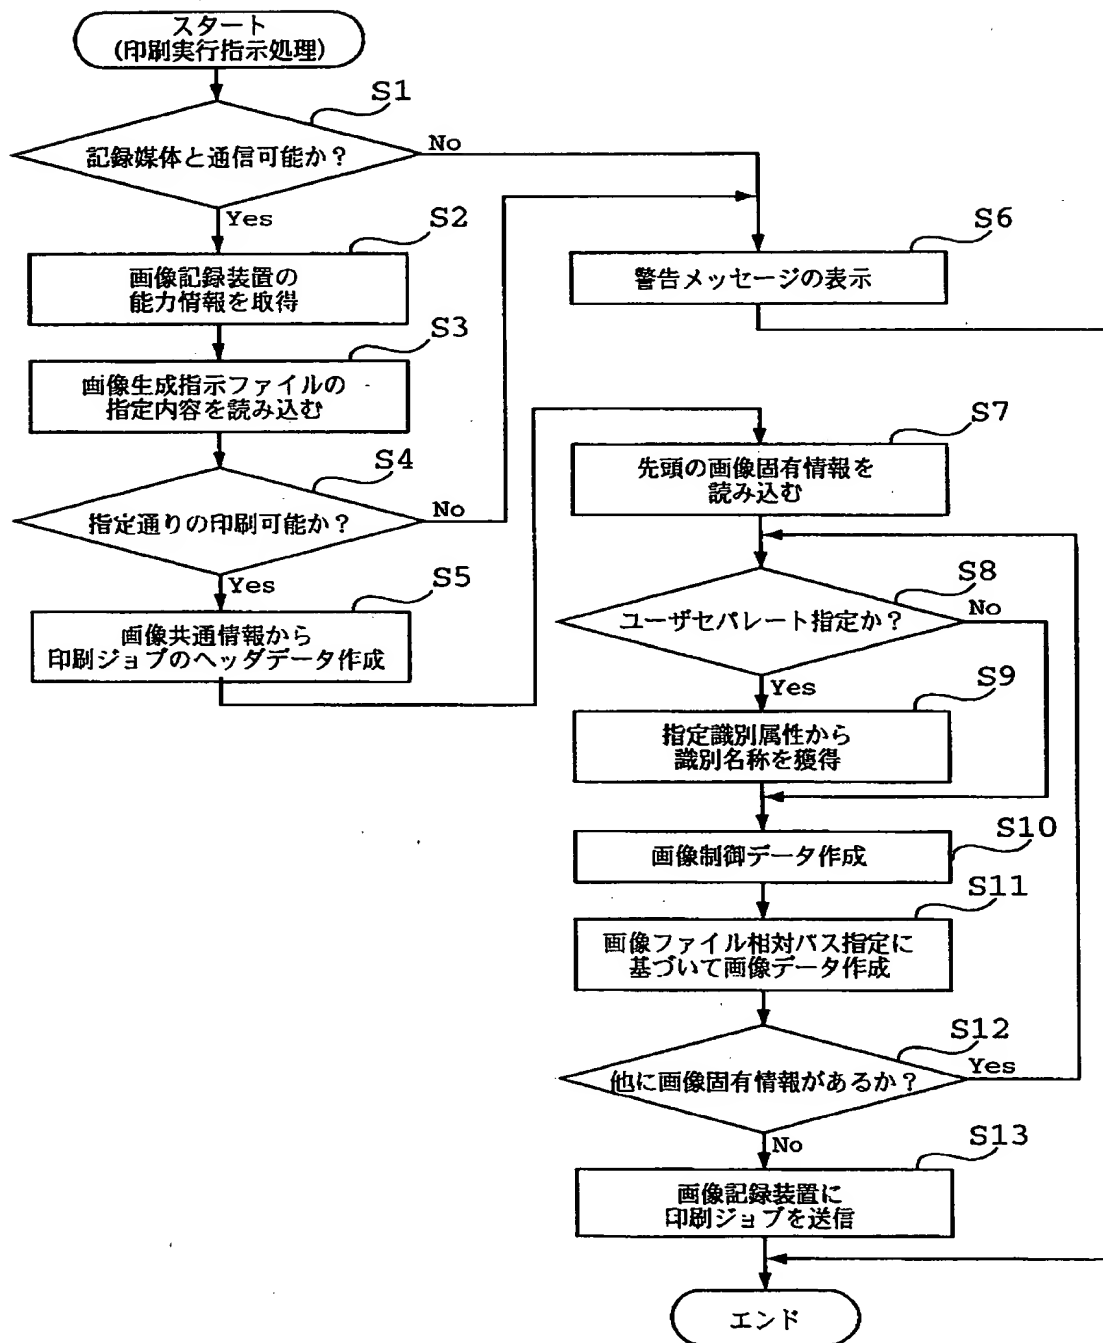 スタート
(印刷実行指示処理)
S1
記録媒体と通信可能か?
No
Yes
S2
画像記録装置の
能力情報を取得
S3
画像生成指示ファイルの
指定内容を読み込む
S4
指定通りの印刷可能か?
No
Yes
S5
画像共通情報から
印刷ジョブのヘッダデータ作成
S6
警告メッセージの表示
S7
先頭の画像固有情報を
読み込む
S8
ユーザセパレート指定か?
No
Yes
S9
指定識別属性から
識別名称を獲得
S10
画像制御データ作成
S11
画像ファイル相対パス指定に
基づいて画像データ作成
S12
他に画像固有情報があるか?
Yes
No
S13
画像記録装置に
印刷ジョブを送信
エンド